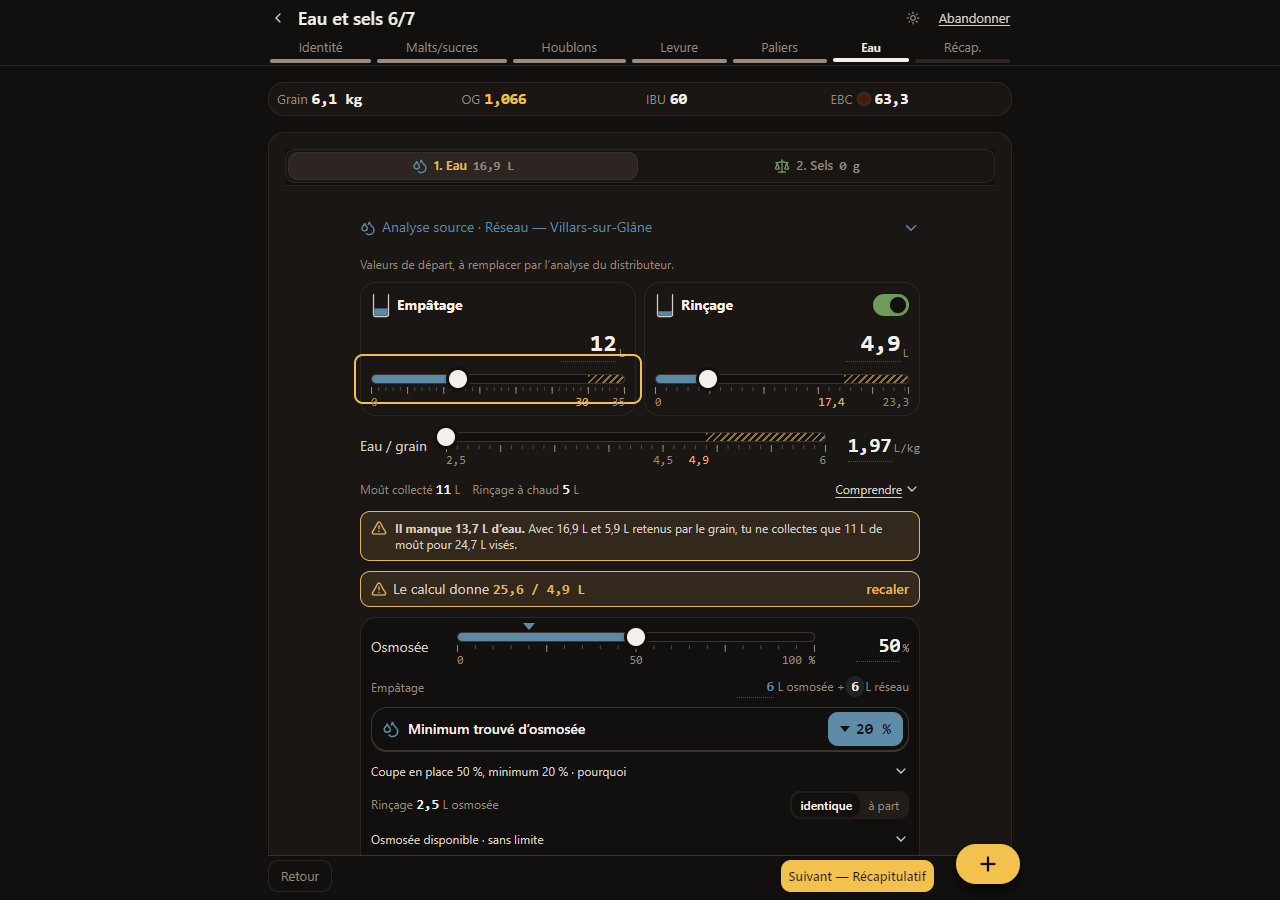 Eau et sels 6/7
Abandonner
Identité Malts/sucres Houblons Levure Paliers Eau Récap.
Grain 6,1 kg OG 1,066 IBU 60 EBC 63,3
1. Eau 16,9 L 2. Sels 0 g
Analyse source · Réseau — Villars-sur-Glâne
Valeurs de départ, à remplacer par l'analyse du distributeur.
Empâtage Rinçage
12 L 4,9 L
0 30 35 0 17,4 23,3
Eau / grain 1,97 L/kg
2,5 4,5 4,9 6
Moût collecté 11 L Rinçage à chaud 5 L Comprendre
Il manque 13,7 L d'eau. Avec 16,9 L et 5,9 L retenus par le grain, tu ne collectes que 11 L de
moût pour 24,7 L visés.
Le calcul donne 25,6 / 4,9 L recaler
Osmosée 50 %
0 50 100 %
Empâtage 6 L osmosée + 6 L réseau
Minimum trouvé d'osmosée 20 %
Coupe en place 50 %, minimum 20 % · pourquoi
Rinçage 2,5 L osmosée identique à part
Osmosée disponible · sans limite
Retour Suivant — Récapitulatif +